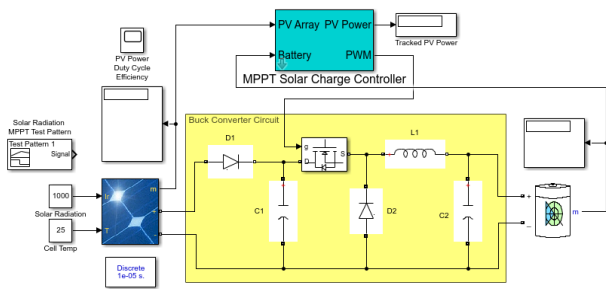 PV Array PV Power
Battery PWM
MPPT Solar Charge Controller
Tracked PV Power
PV Power
Duty Cycle
Efficiency
Solar Radiation
MPPT Test Pattern
Test Pattern 1
Signal
Buck Converter Circuit
D1
g
D
S
L1
C1
D2
C2
1000
Ir
m
Solar Radiation
25
T
Cell Temp
+
_
m
Discrete
1e-05 s.